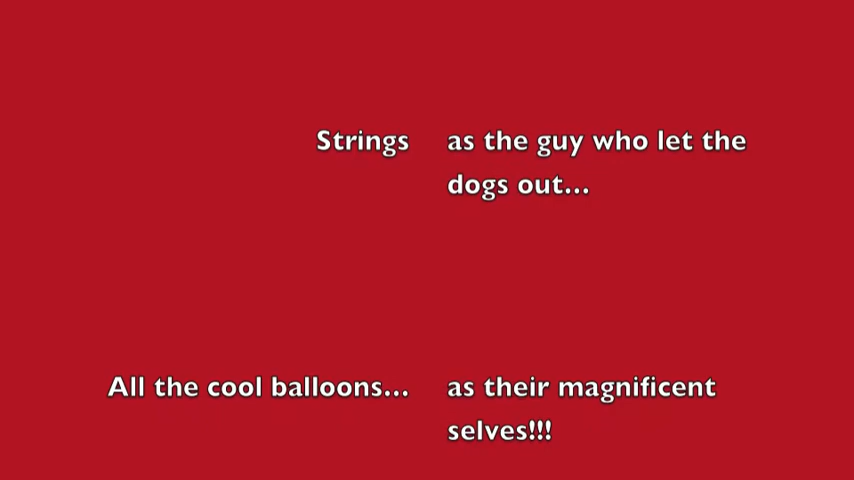 Strings as the guy who let the
dogs out...
All the cool balloons... as their magnificent
selves!!!